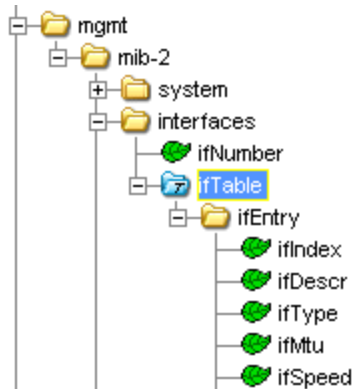 mgmt
mib-2
system
interfaces
ifNumber
ifTable
ifEntry
ifIndex
ifDescr
ifType
ifMtu
ifSpeed